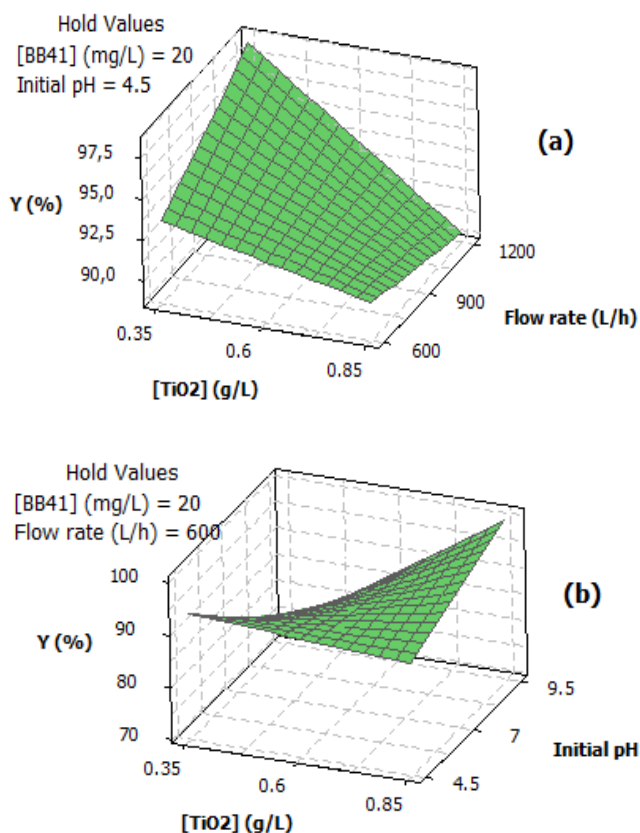 Hold Values
[BB41] (mg/L) = 20
Initial pH = 4.5
(a)
97,5
95,0
Y (%)
92,5
90,0
1200
900
Flow rate (L/h)
600
0.35
0.6
0.85
[TiO2] (g/L)
Hold Values
[BB41] (mg/L) = 20
Flow rate (L/h) = 600
(b)
100
90
Y (%)
80
70
9.5
7
Initial pH
4.5
0.35
0.6
0.85
[TiO2] (g/L)